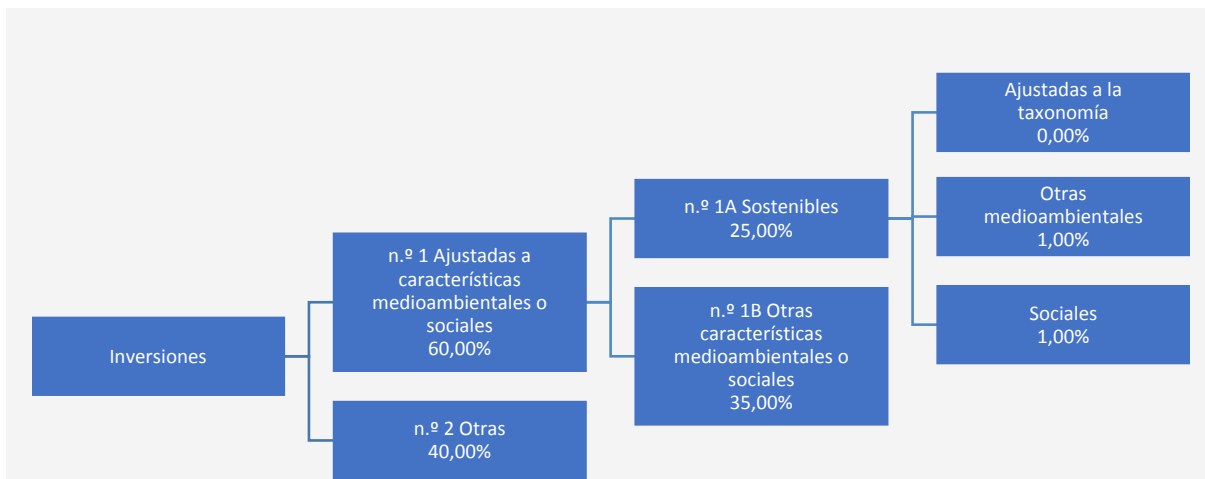 Inversiones
n.º 1 Ajustadas a
características
medioambientales o
sociales
60,00%
n.º 2 Otras
40,00%
n.º 1A Sostenibles
25,00%
n.º 1B Otras
características
medioambientales o
sociales
35,00%
Ajustadas a la
taxonomía
0,00%
Otras
medioambientales
1,00%
Sociales
1,00%